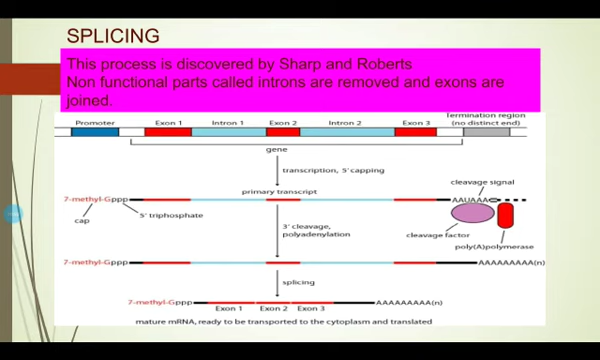 SPLICING
This process is discovered by Sharp and Roberts
Non functional parts called introns are removed and exons are
joined.
Termination region
Promoter Exon 1 Intron 1 Exon 2 Intron 2 Exon 3 (no distinct end)
gene
transcription, 5' capping
primary transcript
cleavage signal
7-methyl-Gppp AAUAAA
cap 5' triphosphate
3' cleavage,
polyadenylation
cleavage factor
poly(A)polymerase
7-methyl-Gppp AAAAAAAAA(n)
splicing
7-methyl-Gppp AAAAAAAAA(n)
Exon 1 Exon 2 Exon 3
mature mRNA, ready to be transported to the cytoplasm and translated